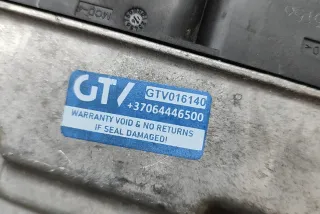 GTV
GTV016140
+37064446500
WARRANTY VOID & NO RETURNS
IF SEAL DAMAGED!